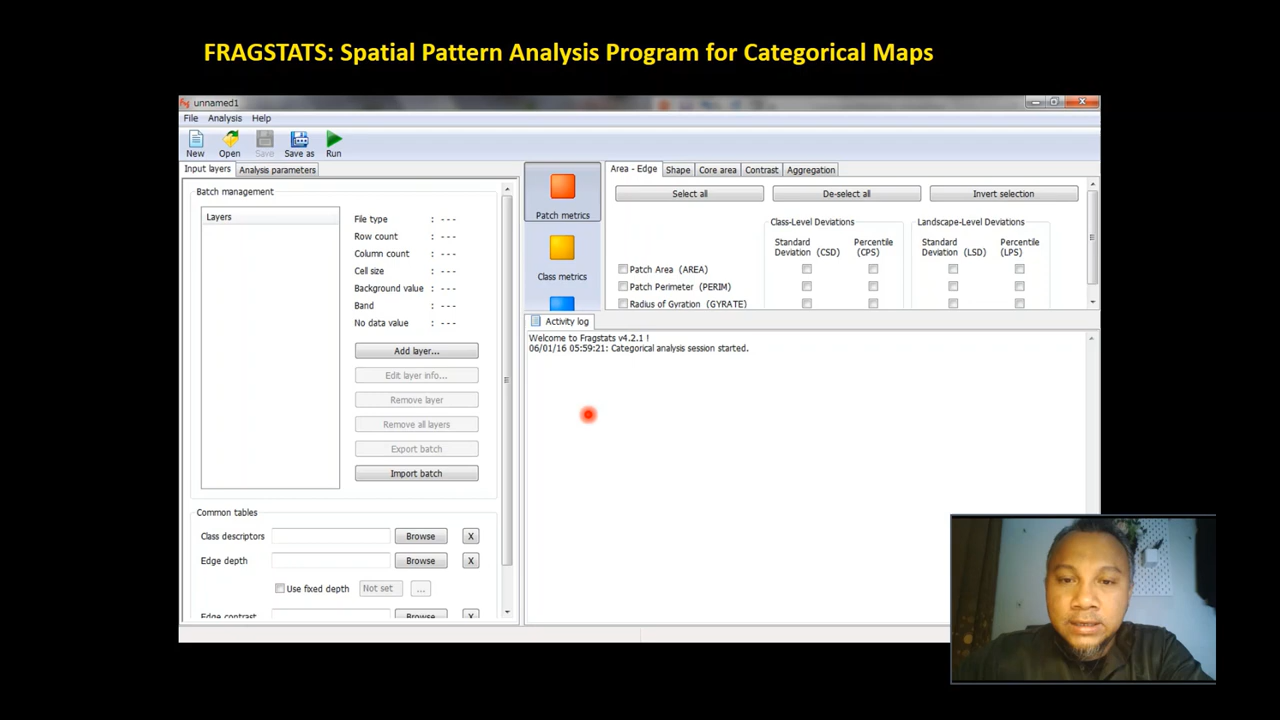 FRAGSTATS: Spatial Pattern Analysis Program for Categorical Maps
unnamed1
File Analysis Help
New Open Save Save as Run
Input layers Analysis parameters
Batch management
Layers
File type : ---
Row count : ---
Column count : ---
Cell size : ---
Background value : ---
Band : ---
No data value : ---
Add layer...
Edit layer info...
Remove layer
Remove all layers
Export batch
Import batch
Common tables
Class descriptors Browse X
Edge depth Browse X
Use fixed depth Not set ...
Edge contrast Browse X
Patch metrics
Class metrics
Area - Edge Shape Core area Contrast Aggregation
Select all De-select all Invert selection
Class-Level Deviations Landscape-Level Deviations
Standard Percentile Standard Percentile
Deviation (CSD) (CPS) Deviation (LSD) (LPS)
Patch Area (AREA)
Patch Perimeter (PERIM)
Radius of Gyration (GYRATE)
Activity log
Welcome to Fragstats v4.2.1 !
06/01/16 05:59:21: Categorical analysis session started.